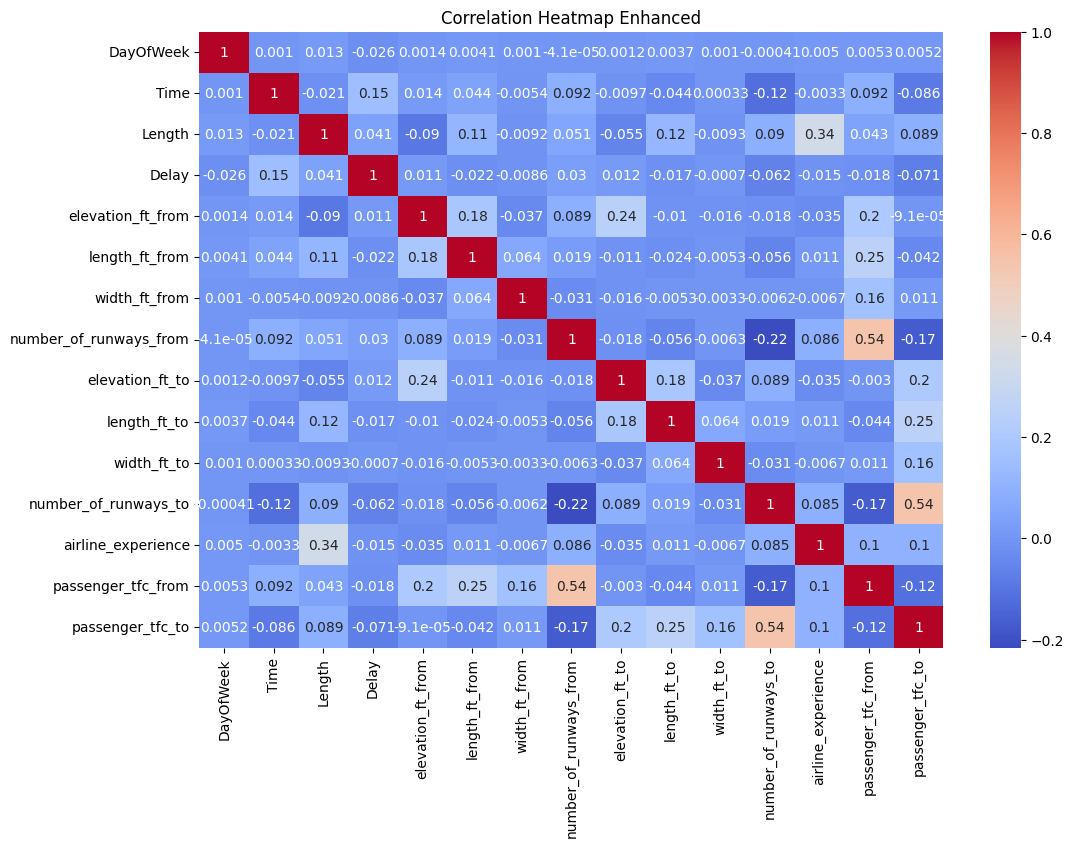 Correlation Heatmap Enhanced
DayOfWeek 1 0.001 0.013 -0.026 0.0014 0.0041 0.001 -4.1e-05 0.0012 0.0037 0.001 -0.00041 0.005 0.0053 0.0052
Time 0.001 1 -0.021 0.15 0.014 0.044 -0.0054 0.092 -0.0097 -0.044 0.00033 -0.12 -0.0033 0.092 -0.086
Length 0.013 -0.021 1 0.041 -0.09 0.11 -0.0092 0.051 -0.055 0.12 -0.0093 0.09 0.34 0.043 0.089
Delay -0.026 0.15 0.041 1 0.011 -0.022 -0.0086 0.03 0.012 -0.017 -0.0007 -0.062 -0.015 -0.018 -0.071
elevation_ft_from 0.0014 0.014 -0.09 0.011 1 0.18 -0.037 0.089 0.24 -0.01 -0.016 -0.018 -0.035 0.2 -9.1e-05
length_ft_from 0.0041 0.044 0.11 -0.022 0.18 1 0.064 0.019 -0.011 -0.024 -0.0053 -0.056 0.011 0.25 -0.042
width_ft_from 0.001 -0.0054 -0.0092 -0.0086 -0.037 0.064 1 -0.031 -0.016 -0.0053 -0.0033 -0.0062 -0.0067 0.16 0.011
number_of_runways_from -4.1e-05 0.092 0.051 0.03 0.089 0.019 -0.031 1 -0.018 -0.056 -0.0063 -0.22 0.086 0.54 -0.17
elevation_ft_to 0.0012 -0.0097 -0.055 0.012 0.24 -0.011 -0.016 -0.018 1 0.18 -0.037 0.089 -0.035 -0.003 0.2
length_ft_to 0.0037 -0.044 0.12 -0.017 -0.01 -0.024 -0.0053 -0.056 0.18 1 0.064 0.019 0.011 -0.044 0.25
width_ft_to 0.001 0.00033 -0.0093 -0.0007 -0.016 -0.0053 -0.0033 -0.0063 -0.037 0.064 1 -0.031 -0.0067 0.011 0.16
number_of_runways_to -0.00041 -0.12 0.09 -0.062 -0.018 -0.056 -0.0062 -0.22 0.089 0.019 -0.031 1 0.085 -0.17 0.54
airline_experience 0.005 -0.0033 0.34 -0.015 -0.035 0.011 -0.0067 0.086 -0.035 0.011 -0.0067 0.085 1 0.1 0.1
passenger_tfc_from 0.0053 0.092 0.043 -0.018 0.2 0.25 0.16 0.54 -0.003 -0.044 0.011 -0.17 0.1 1 -0.12
passenger_tfc_to 0.0052 -0.086 0.089 -0.071 -9.1e-05 -0.042 0.011 -0.17 0.2 0.25 0.16 0.54 0.1 -0.12 1
DayOfWeek
Time
Length
Delay
elevation_ft_from
length_ft_from
width_ft_from
number_of_runways_from
elevation_ft_to
length_ft_to
width_ft_to
number_of_runways_to
airline_experience
passenger_tfc_from
passenger_tfc_to
1.0
0.8
0.6
0.4
0.2
0.0
−0.2